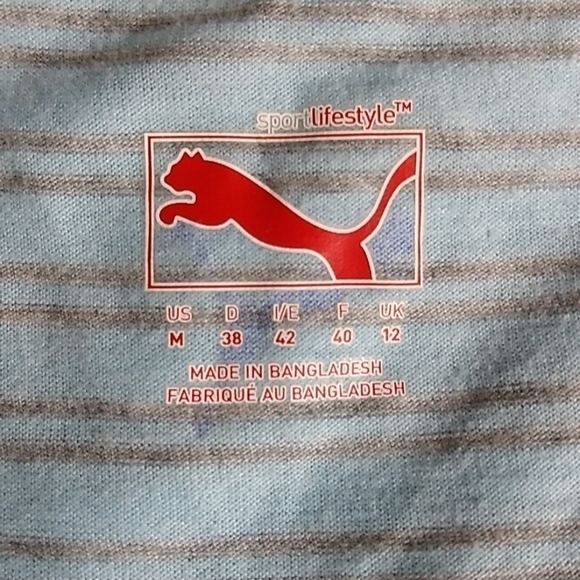 sportlifestyle™
US D I/E F UK
M 38 42 40 12
MADE IN BANGLADESH
FABRIQUÉ AU BANGLADESH